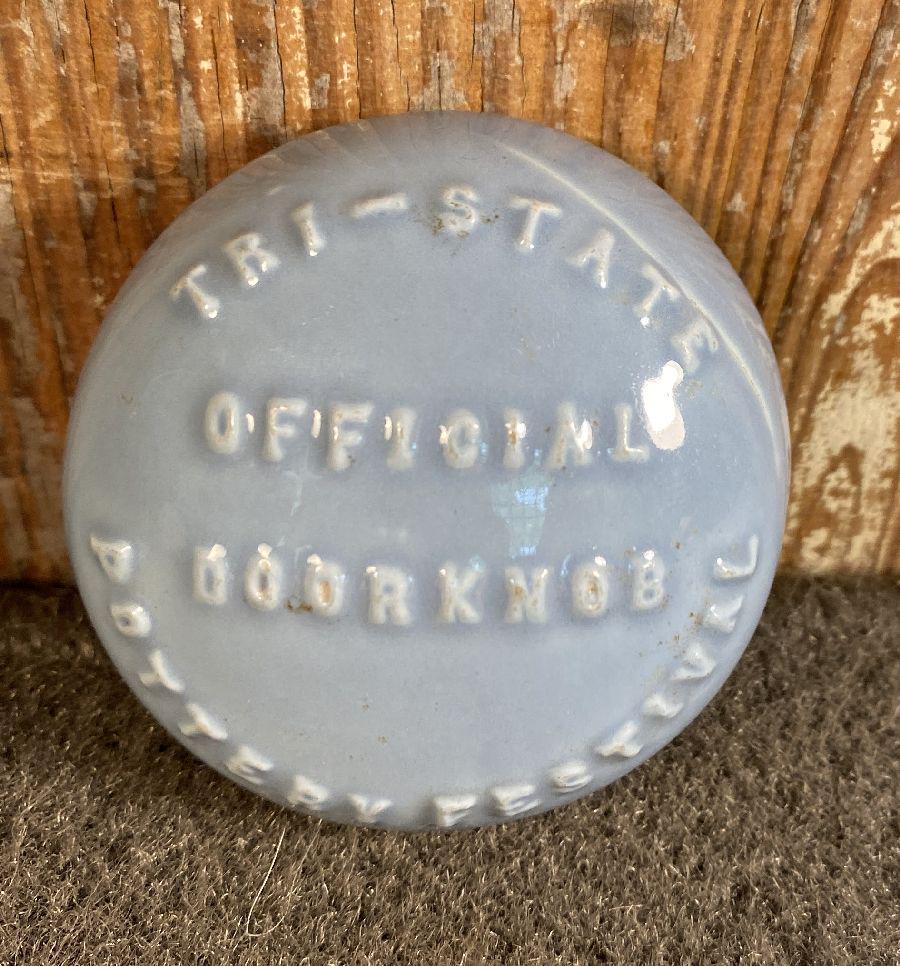 TRI-STATE
OFFICIAL
DOORKNOB
POTTERY FESTIVAL